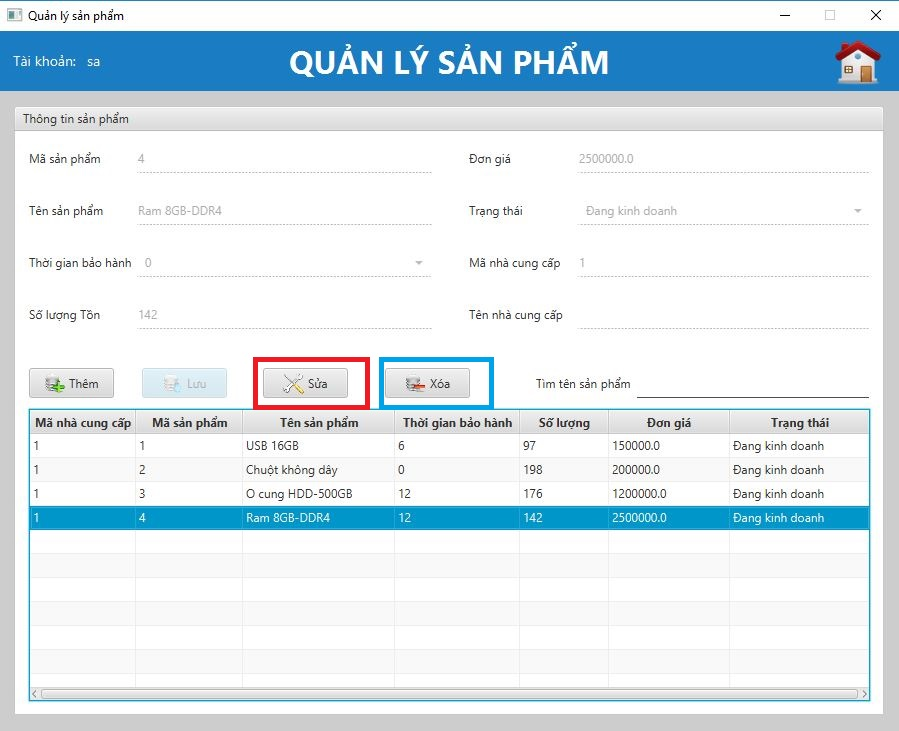 Quản lý sản phẩm
Tài khoản: sa
QUẢN LÝ SẢN PHẨM
Thông tin sản phẩm
Mã sản phẩm 4 Đơn giá 2500000.0
Tên sản phẩm Ram 8GB-DDR4 Trạng thái Đang kinh doanh
Thời gian bảo hành 0 Mã nhà cung cấp 1
Số lượng Tồn 142 Tên nhà cung cấp
Thêm Lưu Sửa Xóa Tìm tên sản phẩm
Mã nhà cung cấp Mã sản phẩm Tên sản phẩm Thời gian bảo hành Số lượng Đơn giá Trạng thái
1 1 USB 16GB 6 97 150000.0 Đang kinh doanh
1 2 Chuột không dây 0 198 200000.0 Đang kinh doanh
1 3 O cung HDD-500GB 12 176 1200000.0 Đang kinh doanh
1 4 Ram 8GB-DDR4 12 142 2500000.0 Đang kinh doanh